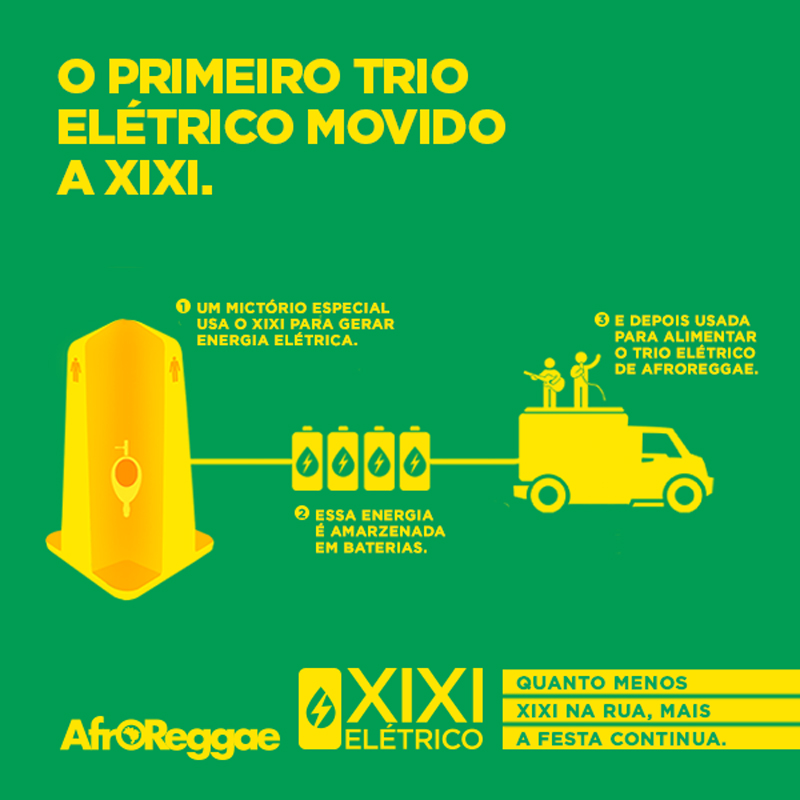 O PRIMEIRO TRIO
ELÉTRICO MOVIDO
A XIXI.
1 UM MICTÓRIO ESPECIAL
USA O XIXI PARA GERAR
ENERGIA ELÉTRICA.
3 E DEPOIS USADA
PARA ALIMENTAR
O TRIO ELÉTRICO
DE AFROREGGAE.
2 ESSA ENERGIA
É AMARZENADA
EM BATERIAS.
AfrOReggae
XIXI
ELÉTRICO
QUANTO MENOS
XIXI NA RUA, MAIS
A FESTA CONTINUA.